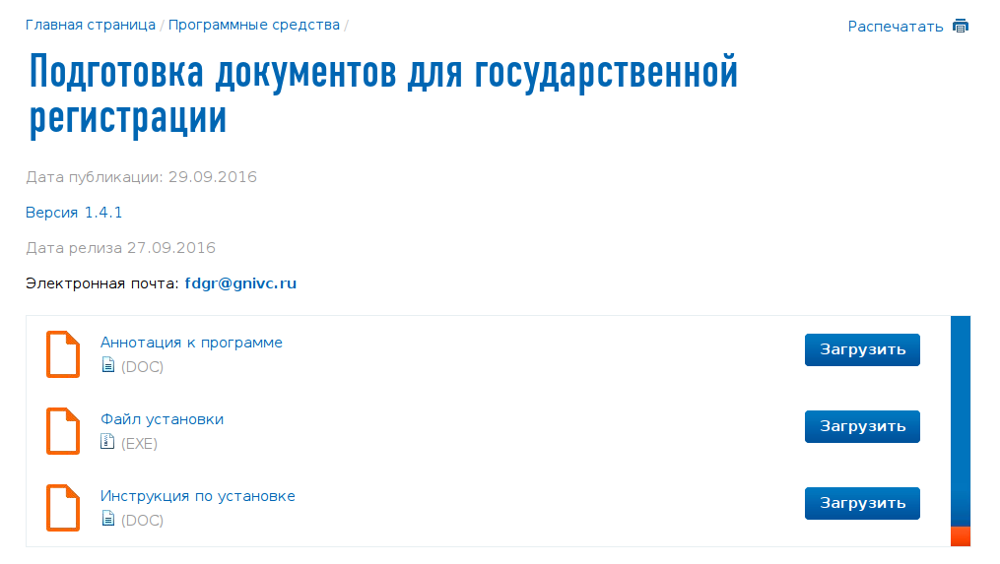 Главная страница / Программные средства /
Распечатать
Подготовка документов для государственной
регистрации
Дата публикации: 29.09.2016
Версия 1.4.1
Дата релиза 27.09.2016
Электронная почта: fdgr@gnivc.ru
Аннотация к программе
(DOC)
Загрузить
Файл установки
(EXE)
Загрузить
Инструкция по установке
(DOC)
Загрузить